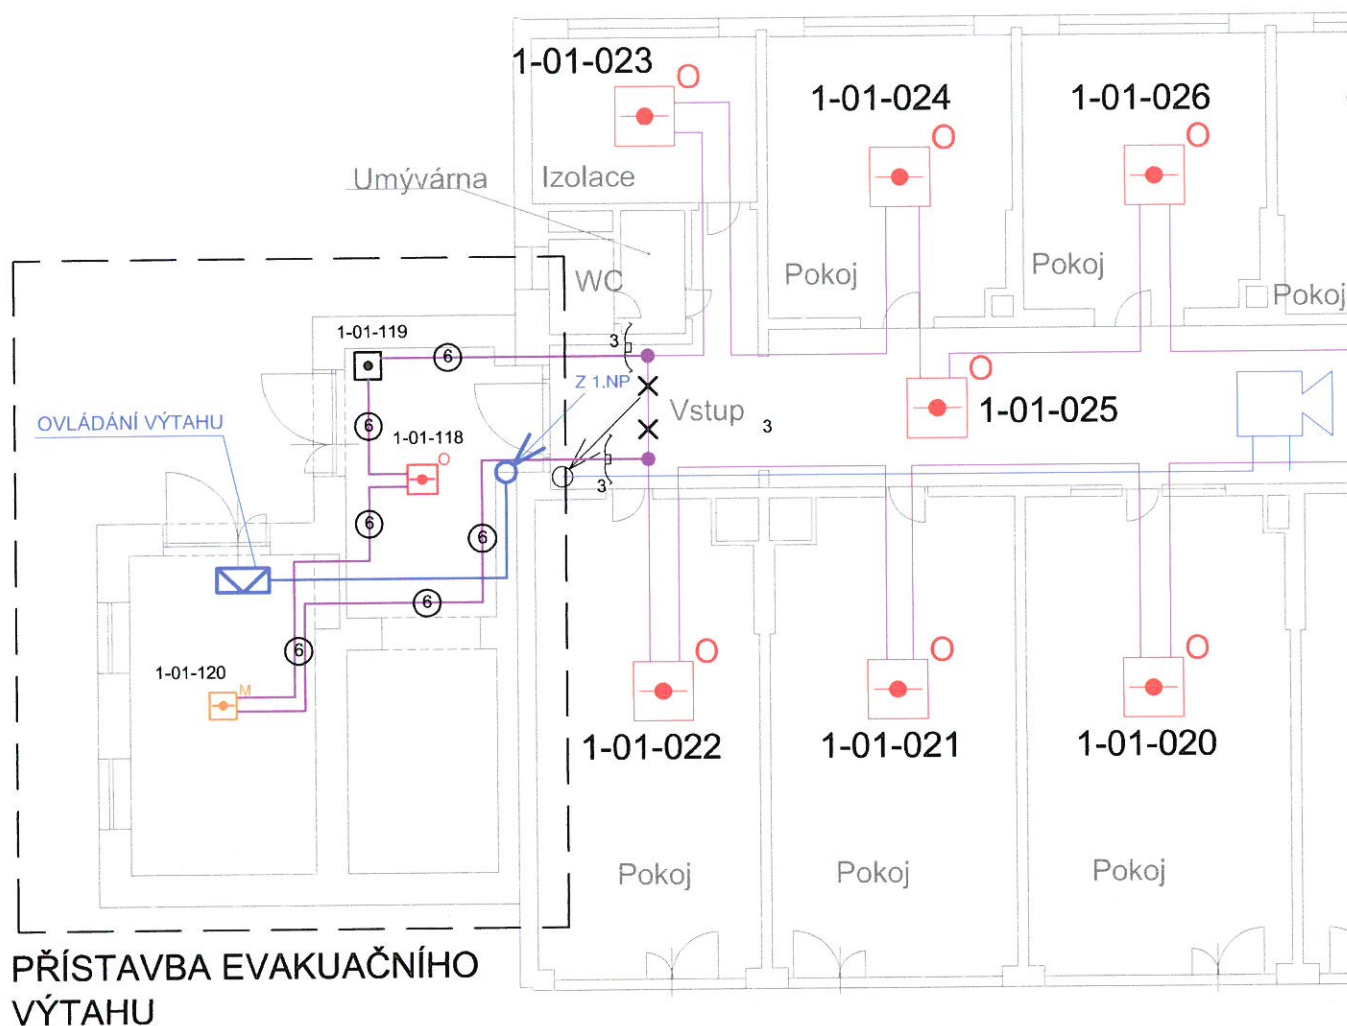 1-01-023
O
1-01-024
O
1-01-026
O
Umývárna
Izolace
WC
Pokoj
Pokoj
Pokoj
1-01-119
6
3
Z 1.NP
O
1-01-025
Vstup
3
OVLÁDÁNÍ VÝTAHU
6
1-01-118
O
3
6
6
6
6
1-01-120
M
O
1-01-022
O
1-01-021
O
1-01-020
Pokoj
Pokoj
Pokoj
PŘÍSTAVBA EVAKUAČNÍHO
VÝTAHU